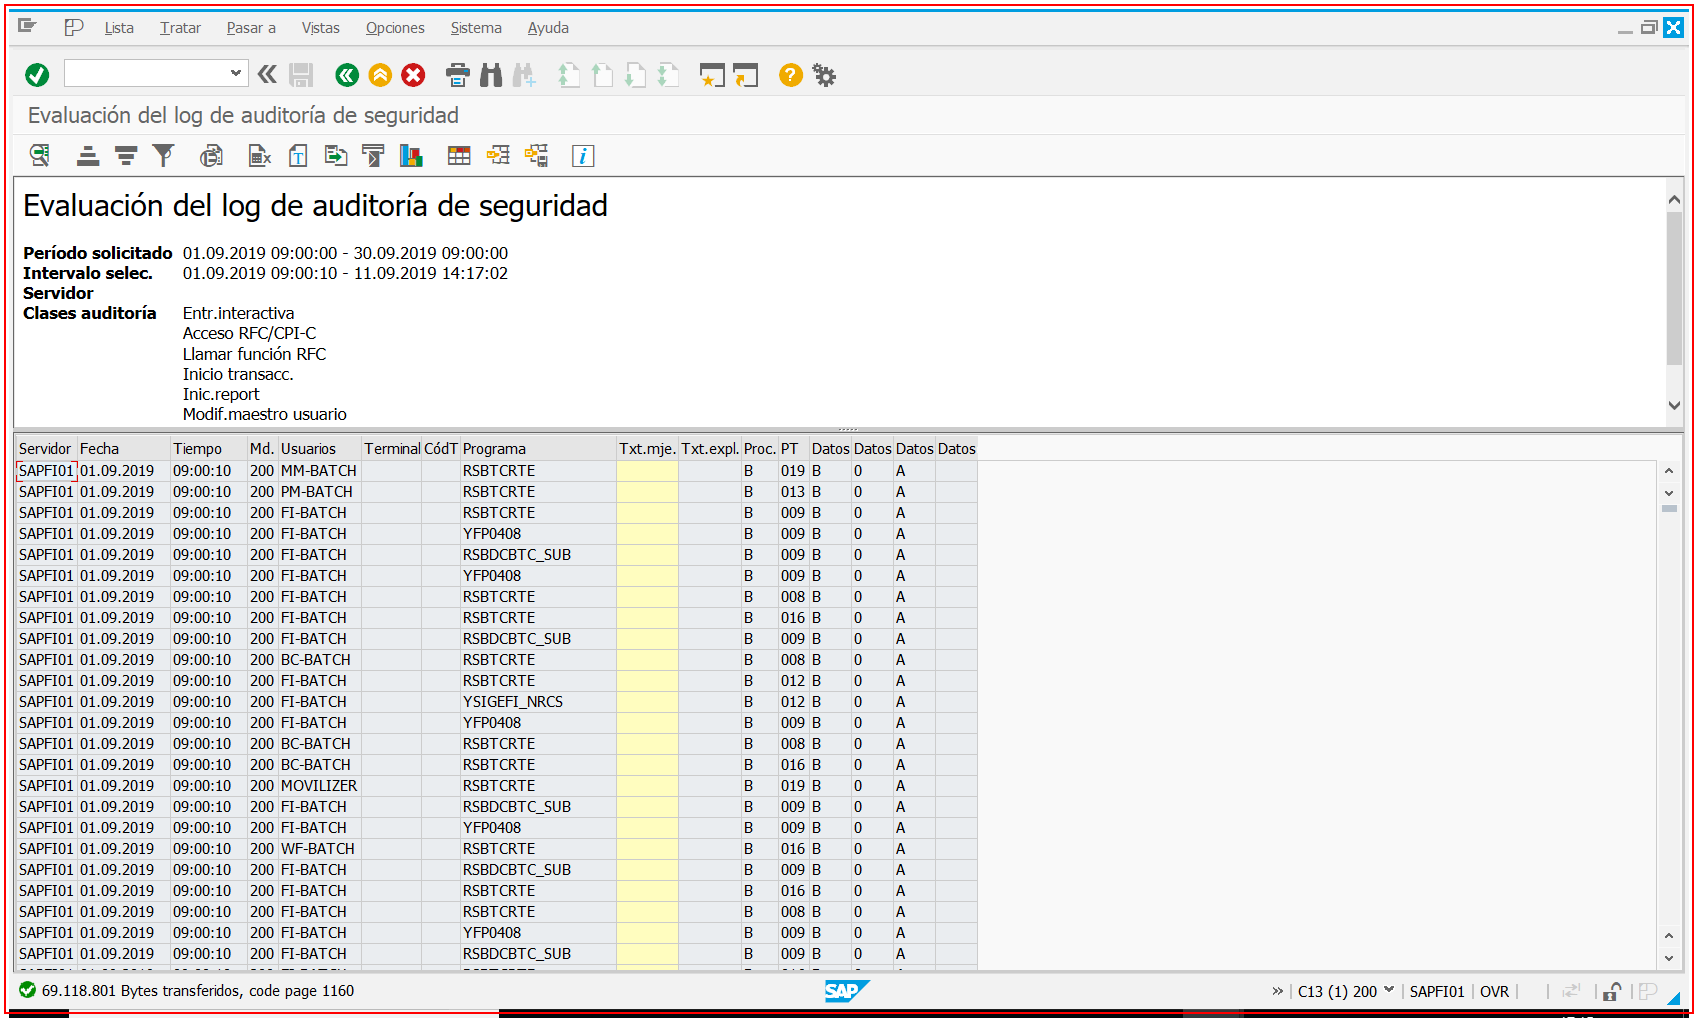 Lista Tratar Pasar a Vistas Opciones Sistema Ayuda
Evaluación del log de auditoría de seguridad
Evaluación del log de auditoría de seguridad
Período solicitado 01.09.2019 09:00:00 - 30.09.2019 09:00:00
Intervalo selec. 01.09.2019 09:00:10 - 11.09.2019 14:17:02
Servidor
Clases auditoría Entr.interactiva
Acceso RFC/CPI-C
Llamar función RFC
Inicio transacc.
Inic.report
Modif.maestro usuario
Servidor Fecha Tiempo Md. Usuarios Terminal CódT Programa Txt.mje. Txt.expl. Proc. PT Datos Datos Datos Datos
SAPFI01 01.09.2019 09:00:10 200 MM-BATCH RSBTCRTE B 019 B 0 A
SAPFI01 01.09.2019 09:00:10 200 PM-BATCH RSBTCRTE B 013 B 0 A
SAPFI01 01.09.2019 09:00:10 200 FI-BATCH RSBTCRTE B 009 B 0 A
SAPFI01 01.09.2019 09:00:10 200 FI-BATCH YFP0408 B 009 B 0 A
SAPFI01 01.09.2019 09:00:10 200 FI-BATCH RSBDCBTC_SUB B 009 B 0 A
SAPFI01 01.09.2019 09:00:10 200 FI-BATCH YFP0408 B 009 B 0 A
SAPFI01 01.09.2019 09:00:10 200 FI-BATCH RSBTCRTE B 008 B 0 A
SAPFI01 01.09.2019 09:00:10 200 FI-BATCH RSBTCRTE B 016 B 0 A
SAPFI01 01.09.2019 09:00:10 200 FI-BATCH RSBDCBTC_SUB B 009 B 0 A
SAPFI01 01.09.2019 09:00:10 200 BC-BATCH RSBTCRTE B 008 B 0 A
SAPFI01 01.09.2019 09:00:10 200 FI-BATCH RSBTCRTE B 012 B 0 A
SAPFI01 01.09.2019 09:00:10 200 FI-BATCH YSIGEFI_NRCS B 012 B 0 A
SAPFI01 01.09.2019 09:00:10 200 FI-BATCH YFP0408 B 009 B 0 A
SAPFI01 01.09.2019 09:00:10 200 BC-BATCH RSBTCRTE B 008 B 0 A
SAPFI01 01.09.2019 09:00:10 200 BC-BATCH RSBTCRTE B 016 B 0 A
SAPFI01 01.09.2019 09:00:10 200 MOVILIZER RSBTCRTE B 019 B 0 A
SAPFI01 01.09.2019 09:00:10 200 FI-BATCH RSBDCBTC_SUB B 009 B 0 A
SAPFI01 01.09.2019 09:00:10 200 FI-BATCH YFP0408 B 009 B 0 A
SAPFI01 01.09.2019 09:00:10 200 WF-BATCH RSBTCRTE B 016 B 0 A
SAPFI01 01.09.2019 09:00:10 200 FI-BATCH RSBDCBTC_SUB B 009 B 0 A
SAPFI01 01.09.2019 09:00:10 200 FI-BATCH RSBTCRTE B 016 B 0 A
SAPFI01 01.09.2019 09:00:10 200 FI-BATCH RSBTCRTE B 008 B 0 A
SAPFI01 01.09.2019 09:00:10 200 FI-BATCH YFP0408 B 009 B 0 A
SAPFI01 01.09.2019 09:00:10 200 FI-BATCH RSBDCBTC_SUB B 009 B 0 A
69.118.801 Bytes transferidos, code page 1160 SAP » C13 (1) 200 SAPFI01 OVR